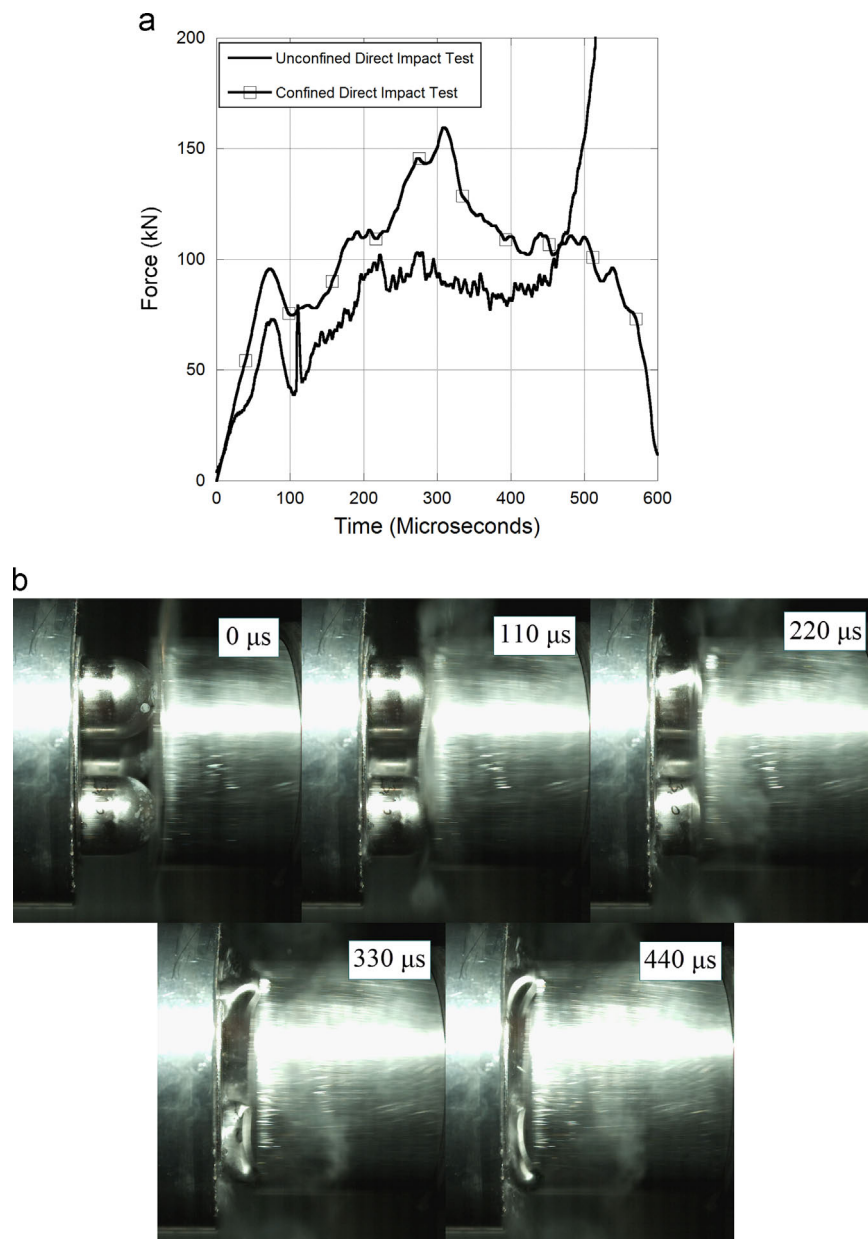 a
200
Unconfined Direct Impact Test
Confined Direct Impact Test
150
100
50
0
Force (kN)
0 100 200 300 400 500 600
Time (Microseconds)
b
0 µs
110 µs
220 µs
330 µs
440 µs